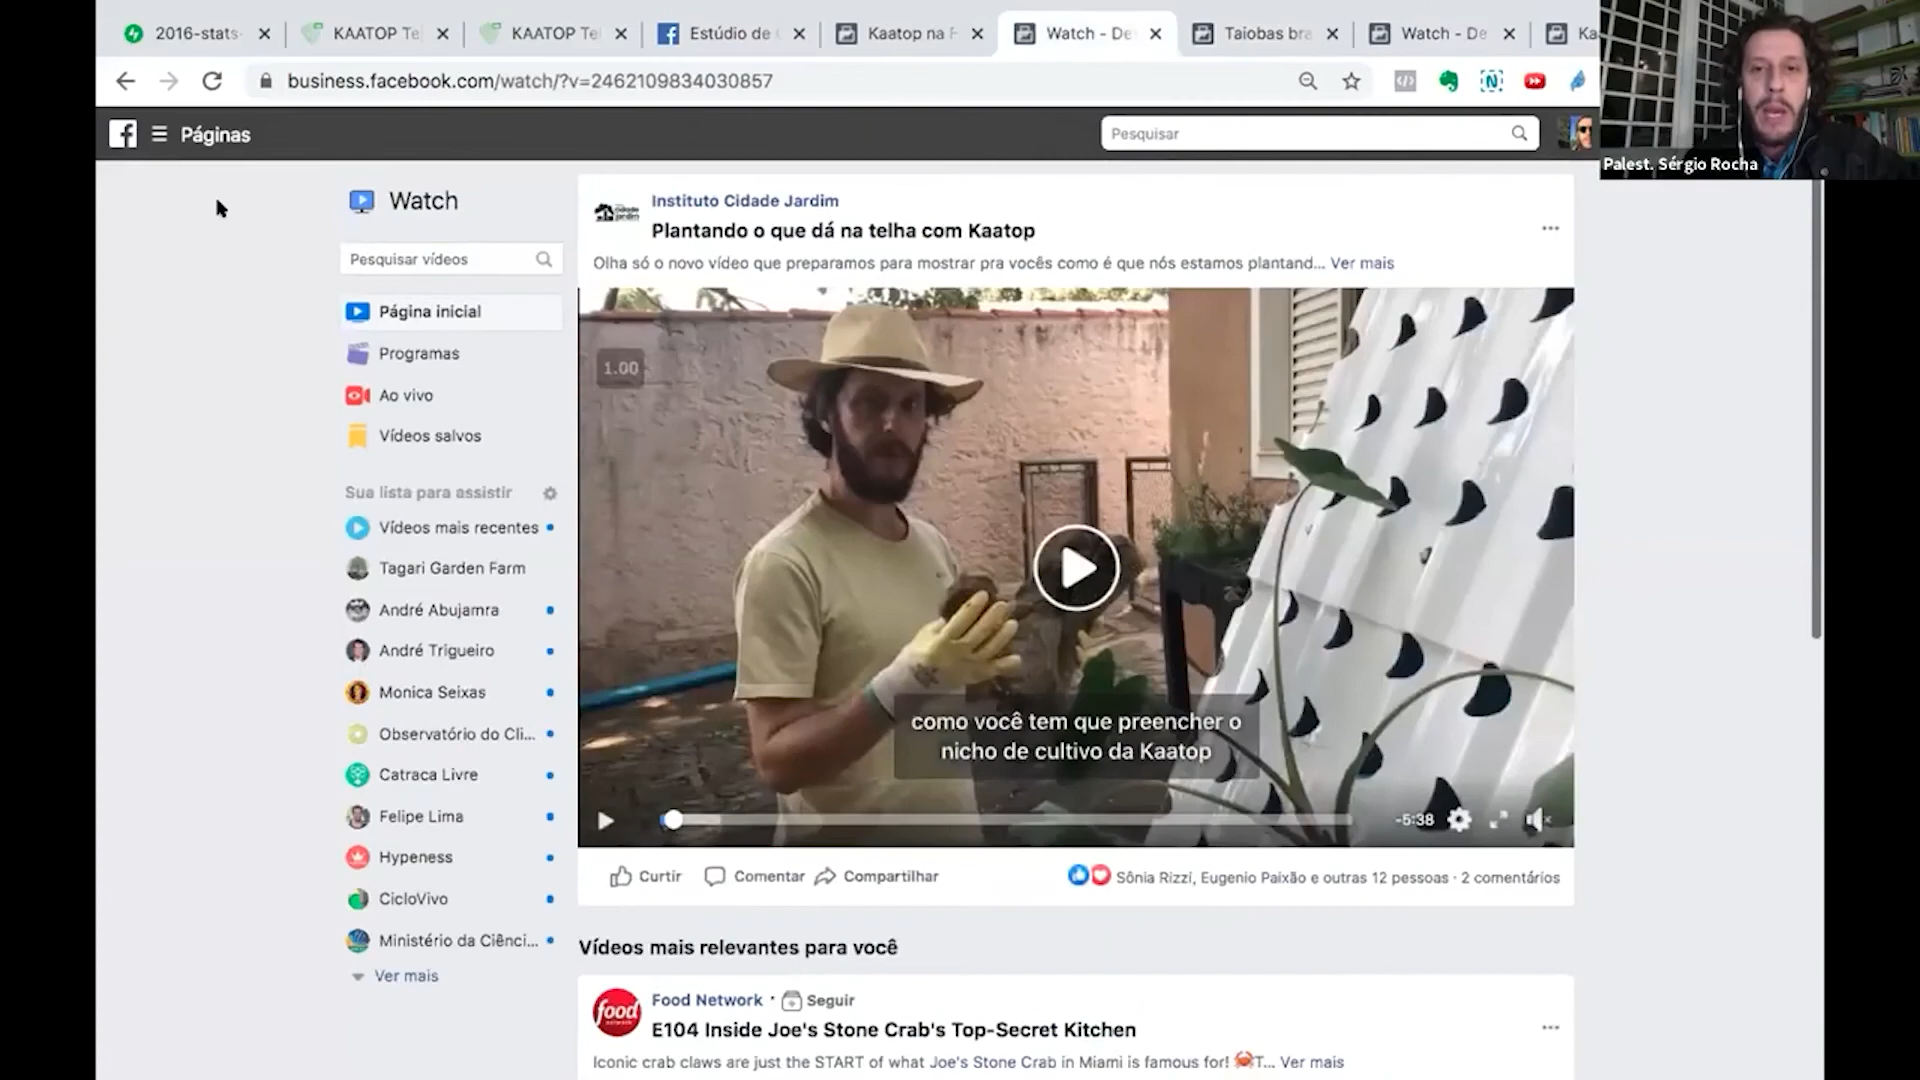 2016-stats-
KAATOP Te
KAATOP Te
Estúdio de
Kaatop na F
Watch - De
Taiobas bra
Watch - De
Ka
business.facebook.com/watch/?v=2462109834030857
Páginas
Pesquisar
Palest. Sérgio Rocha
Watch
Pesquisar vídeos
Página inicial
Programas
Ao vivo
Vídeos salvos
Sua lista para assistir
Vídeos mais recentes
Tagari Garden Farm
André Abujamra
André Trigueiro
Monica Seixas
Observatório do Cli...
Catraca Livre
Felipe Lima
Hypeness
CicloVivo
Ministério da Ciênci...
Ver mais
cidade jardim
Instituto Cidade Jardim
Plantando o que dá na telha com Kaatop
Olha só o novo vídeo que preparamos para mostrar pra vocês como é que nós estamos plantand... Ver mais
1.00
como você tem que preencher o
nicho de cultivo da Kaatop
-5:38
Curtir
Comentar
Compartilhar
Sônia Rizzi, Eugenio Paixão e outras 12 pessoas · 2 comentários
Vídeos mais relevantes para você
food
network
Food Network · Seguir
E104 Inside Joe's Stone Crab's Top-Secret Kitchen
Iconic crab claws are just the START of what Joe's Stone Crab in Miami is famous for! 🦀T... Ver mais